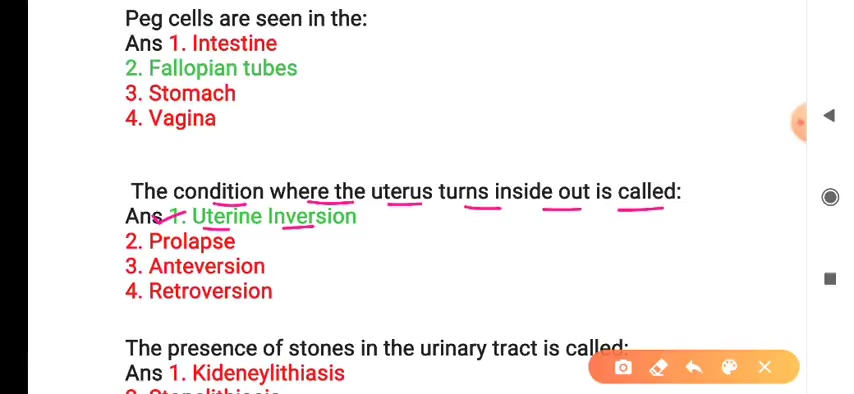 Peg cells are seen in the:
Ans 1. Intestine
2. Fallopian tubes
3. Stomach
4. Vagina
The condition where the uterus turns inside out is called:
Ans 1. Uterine Inversion
2. Prolapse
3. Anteversion
4. Retroversion
The presence of stones in the urinary tract is called:
Ans 1. Kideneylithiasis